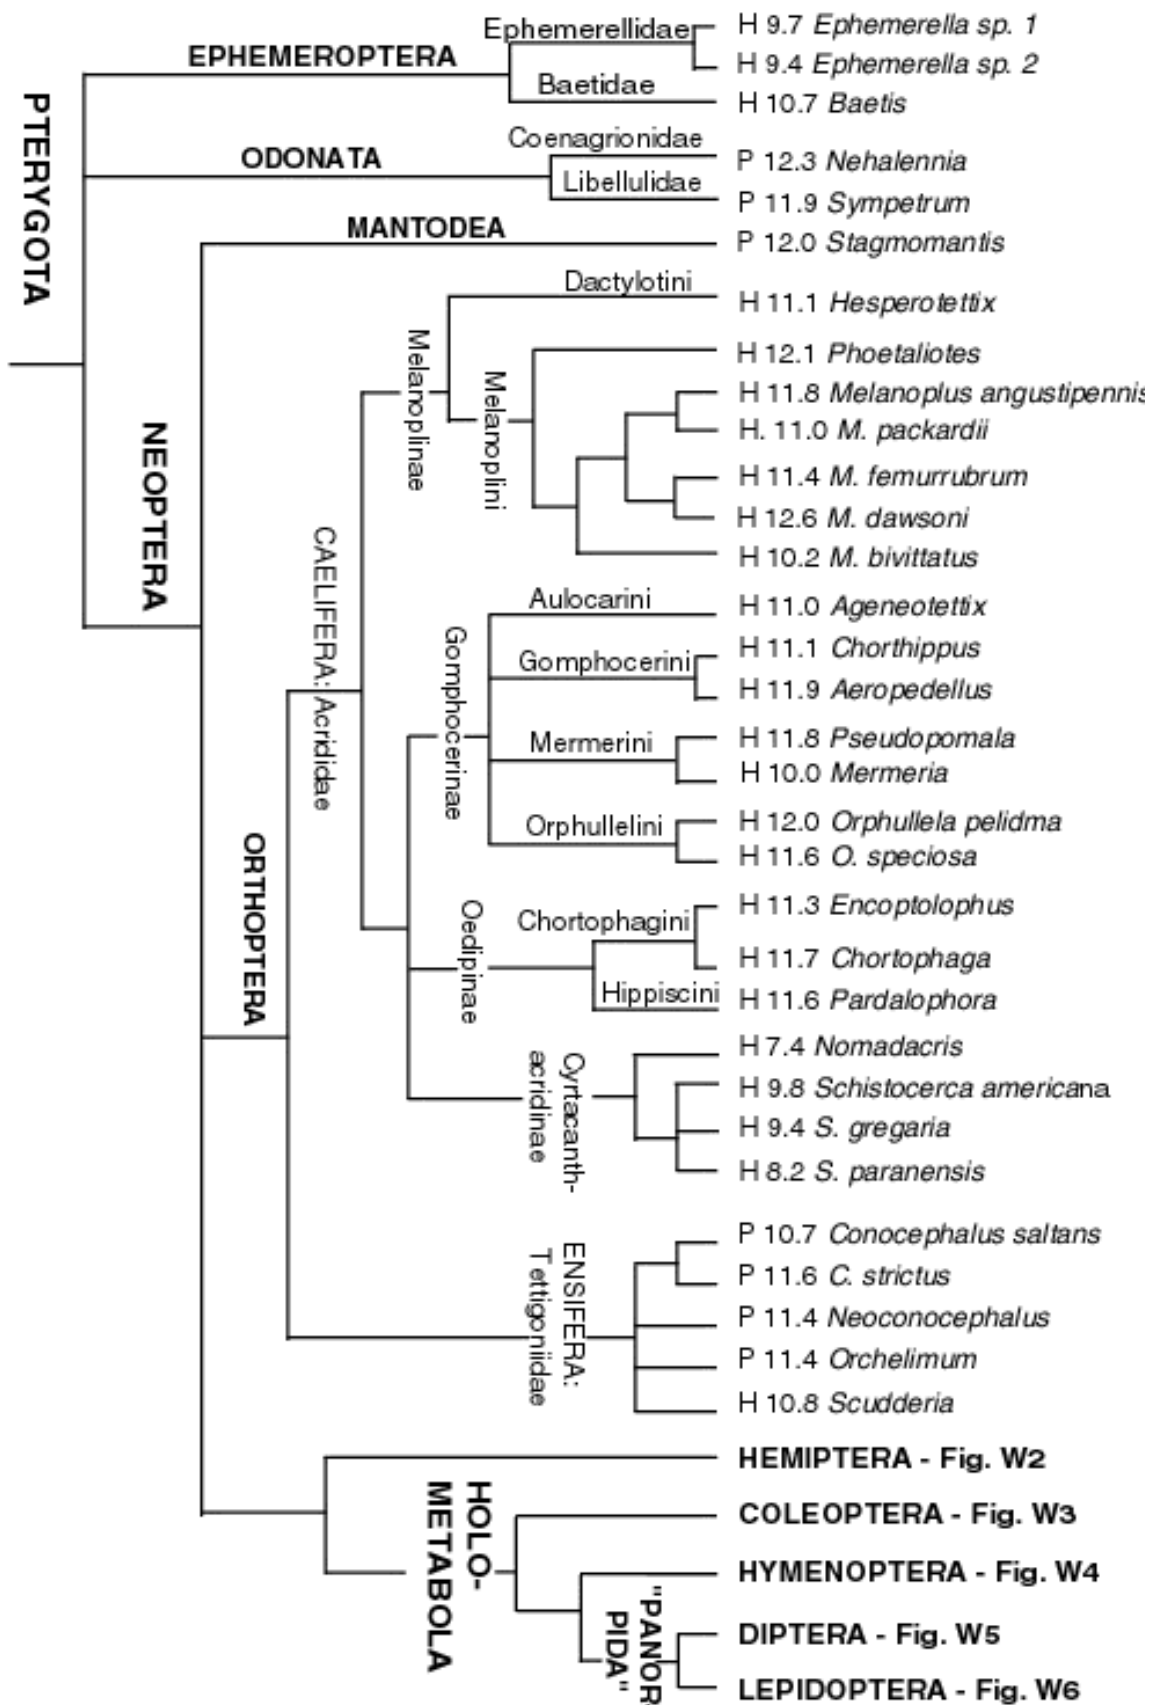 Ephemerellidae
H 9.7 Ephemerella sp. 1
EPHEMEROPTERA
H 9.4 Ephemerella sp. 2
Baetidae
H 10.7 Baetis
PTERYGOTA
Coenagrionidae
ODONATA
P 12.3 Nehalennia
Libellulidae
P 11.9 Sympetrum
MANTODEA
P 12.0 Stagmomantis
Dactylotini
H 11.1 Hesperotettix
Melanoplinae
H 12.1 Phoetaliotes
Melanoplini
H 11.8 Melanoplus angustipennis
H. 11.0 M. packardii
NEOPTERA
H 11.4 M. femurrubrum
H 12.6 M. dawsoni
H 10.2 M. bivittatus
CAELIFERA: Acrididae
Aulocarini
H 11.0 Ageneotettix
Gomphocerinae
Gomphocerini
H 11.1 Chorthippus
H 11.9 Aeropedellus
Mermerini
H 11.8 Pseudopomala
H 10.0 Mermeria
Orphullelini
H 12.0 Orphullela pelidma
H 11.6 O. speciosa
ORTHOPTERA
Oedipinae
Chortophagini
H 11.3 Encoptolophus
H 11.7 Chortophaga
Hippiscini
H 11.6 Pardalophora
Cyrtacanth-
acridinae
H 7.4 Nomadacris
H 9.8 Schistocerca americana
H 9.4 S. gregaria
H 8.2 S. paranensis
ENSIFERA:
Tettigoniidae
P 10.7 Conocephalus saltans
P 11.6 C. strictus
P 11.4 Neoconocephalus
P 11.4 Orchelimum
H 10.8 Scudderia
HEMIPTERA - Fig. W2
HOLO-
METABOLA
COLEOPTERA - Fig. W3
HYMENOPTERA - Fig. W4
"PANOR
PIDA"
DIPTERA - Fig. W5
LEPIDOPTERA - Fig. W6